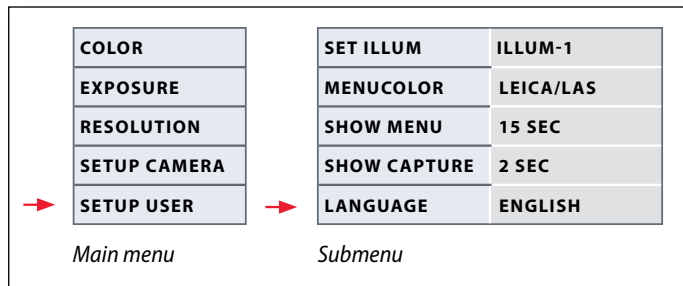 COLOR
EXPOSURE
RESOLUTION
SETUP CAMERA
SETUP USER
Main menu
SET ILLUM ILLUM-1
MENUCOLOR LEICA/LAS
SHOW MENU 15 SEC
SHOW CAPTURE 2 SEC
LANGUAGE ENGLISH
Submenu